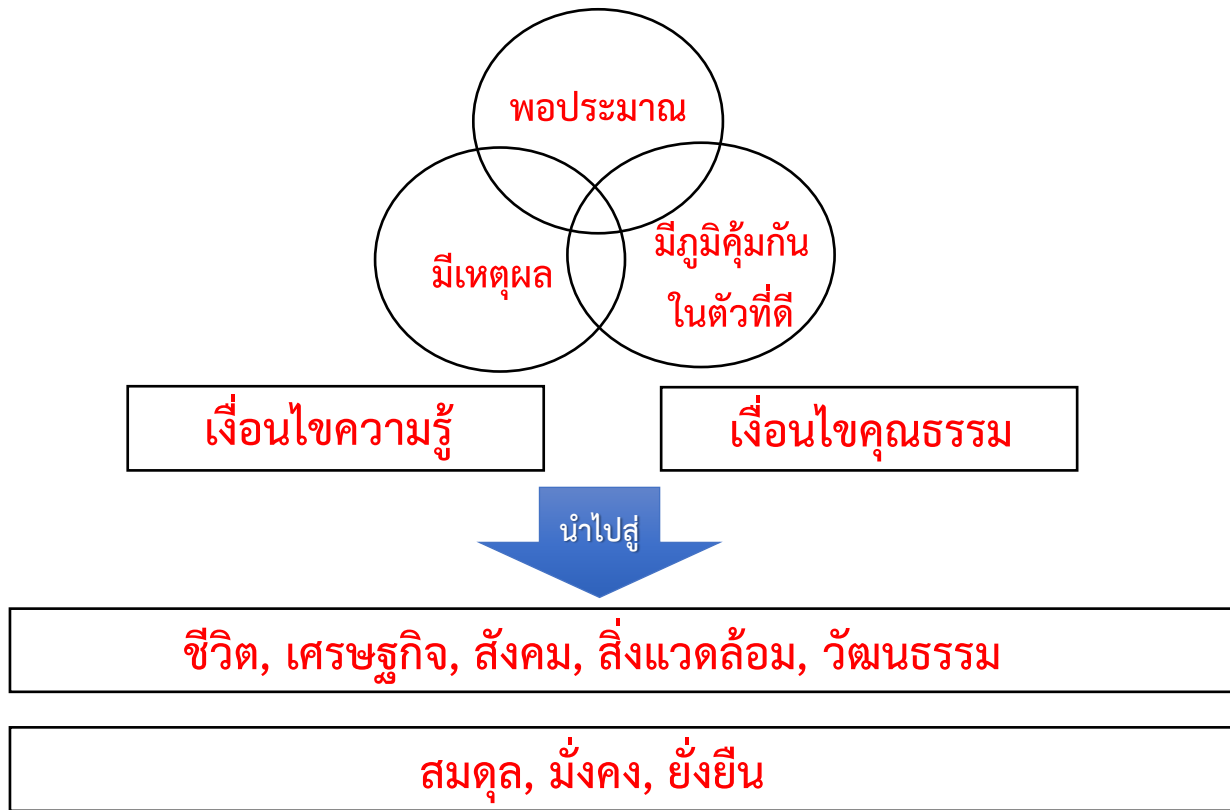 พอประมาณ
มีเหตุผล
มีภูมิคุ้มกัน
ในตัวที่ดี
เงื่อนไขความรู้
เงื่อนไขคุณธรรม
นำไปสู่
ชีวิต, เศรษฐกิจ, สังคม, สิ่งแวดล้อม, วัฒนธรรม
สมดุล, มั่งคง, ยั่งยืน